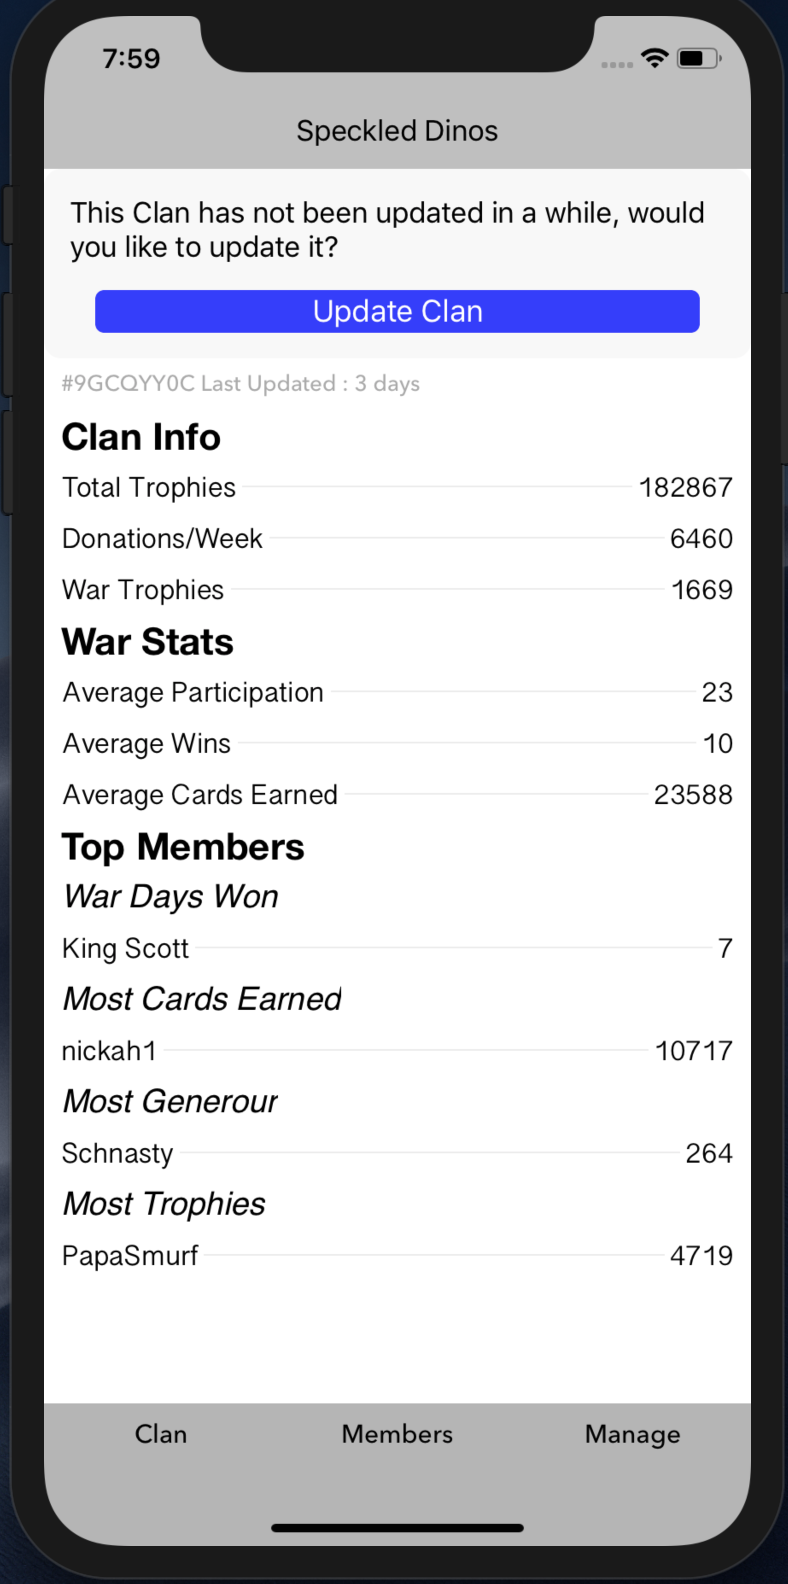 7:59
Speckled Dinos
This Clan has not been updated in a while, would
you like to update it?
Update Clan
#9GCQYY0C Last Updated : 3 days
Clan Info
Total Trophies 182867
Donations/Week 6460
War Trophies 1669
War Stats
Average Participation 23
Average Wins 10
Average Cards Earned 23588
Top Members
War Days Won
King Scott 7
Most Cards Earned
nickah1 10717
Most Generour
Schnasty 264
Most Trophies
PapaSmurf 4719
Clan Members Manage